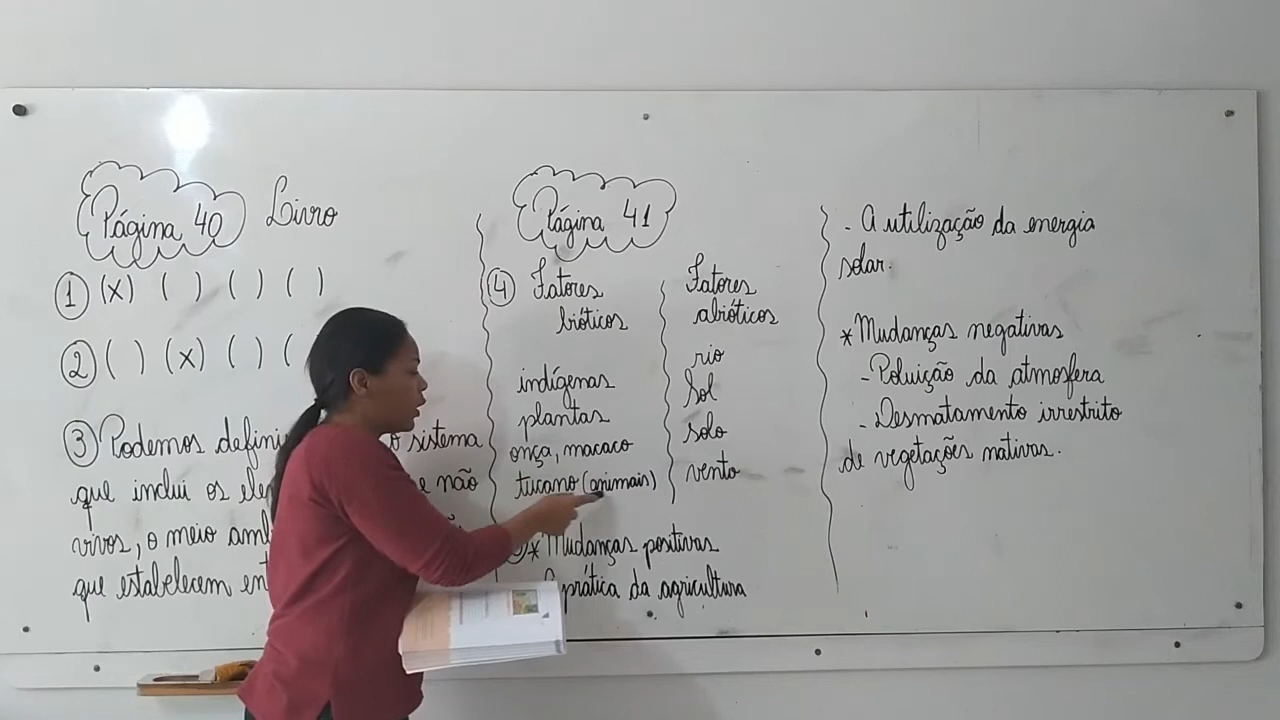 Página 40 Livro
1 (x) ( ) ( ) ( )
2 ( ) (x) ( ) (
3 Podemos defini o sistema
que inclui os ele e não
vivos, o meio amb
que estabelecem ent
Página 41
4 Fatores
bióticos
indígenas
plantas
onça, macaco
tucano (animais)
Fatores
abióticos
rio
Sol
solo
vento
* Mudanças positivas
prática da agricultura
- A utilização da energia
solar.
* Mudanças negativas
- Poluição da atmosfera
- Desmatamento irrestrito
de vegetações nativas.